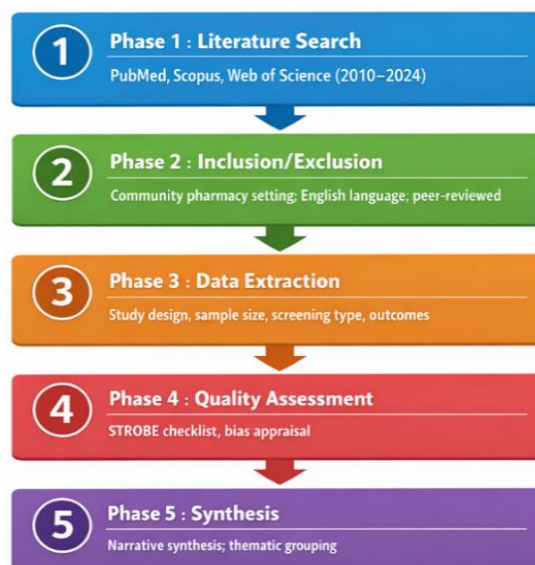 1
Phase 1 : Literature Search
PubMed, Scopus, Web of Science (2010–2024)
2
Phase 2 : Inclusion/Exclusion
Community pharmacy setting; English language; peer-reviewed
3
Phase 3 : Data Extraction
Study design, sample size, screening type, outcomes
4
Phase 4 : Quality Assessment
STROBE checklist, bias appraisal
5
Phase 5 : Synthesis
Narrative synthesis; thematic grouping